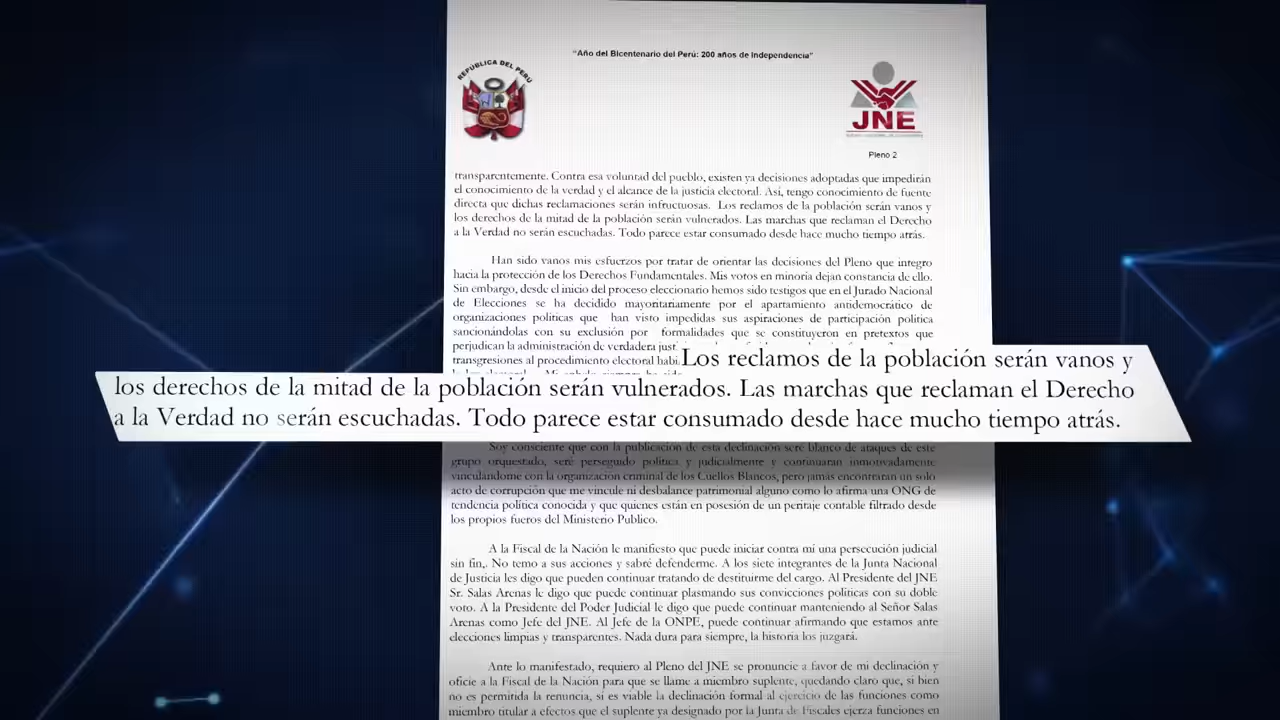 "Año del Bicentenario del Perú: 200 años de Independencia"
REPÚBLICA DEL PERÚ
JNE
Pleno 2
transparentemente. Contra esa voluntad del pueblo, existen ya decisiones adoptadas que impedirán
el conocimiento de la verdad y el alcance de la justicia electoral. Así, tengo conocimiento de fuente
directa que dichas reclamaciones serán infructuosas. Los reclamos de la población serán vanos y
los derechos de la mitad de la población serán vulnerados. Las marchas que reclaman el Derecho
a la Verdad no serán escuchadas. Todo parece estar consumado desde hace mucho tiempo atrás.
Han sido vanos mis esfuerzos por tratar de orientar las decisiones del Pleno que integro
hacia la protección de los Derechos Fundamentales. Mis votos en minoría dejan constancia de ello.
Sin embargo, desde el inicio del proceso eleccionario hemos sido testigos que en el Jurado Nacional
de Elecciones se ha decidido mayoritariamente por el apartamiento antidemocrático de
organizaciones políticas que han visto impedidas sus aspiraciones de participación política
sancionándolas con su exclusión por formalidades que se constituyeron en pretextos que
perjudican la administración de verdadera just
transgresiones al procedimiento electoral habi
Los reclamos de la población serán vanos y
los derechos de la mitad de la población serán vulnerados. Las marchas que reclaman el Derecho
a la Verdad no serán escuchadas. Todo parece estar consumado desde hace mucho tiempo atrás.
Soy consciente que con la publicación de esta declinación seré blanco de ataques de este
grupo orquestado, seré perseguido política y judicialmente y continuaran inmotivadamente
vinculándome con la organización criminal de los Cuellos Blancos, pero jamás encontraran un solo
acto de corrupción que me vincule ni desbalance patrimonial alguno como lo afirma una ONG de
tendencia política conocida y que quienes están en posesión de un peritaje contable filtrado desde
los propios fueros del Ministerio Publico.
A la Fiscal de la Nación le manifiesto que puede iniciar contra mí una persecución judicial
sin fin,. No temo a sus acciones y sabré defenderme. A los siete integrantes de la Junta Nacional
de Justicia les digo que pueden continuar tratando de destituirme del cargo. Al Presidente del JNE
Sr. Salas Arenas le digo que puede continuar plasmando sus convicciones políticas con su doble
voto. A la Presidente del Poder Judicial le digo que puede continuar manteniendo al Señor Salas
Arenas como Jefe del JNE. Al Jefe de la ONPE, puede continuar afirmando que estamos ante
elecciones limpias y transparentes. Nada dura para siempre, la historia los juzgará.
Ante lo manifestado, requiero al Pleno del JNE se pronuncie a favor de mi declinación y
oficie a la Fiscal de la Nación para que se llame a miembro suplente, quedando claro que, si bien
no es permitida la renuncia, si es viable la declinación formal al ejercicio de las funciones como
miembro titular a efectos que el suplente ya designado por la Junta de Fiscales ejerza funciones en